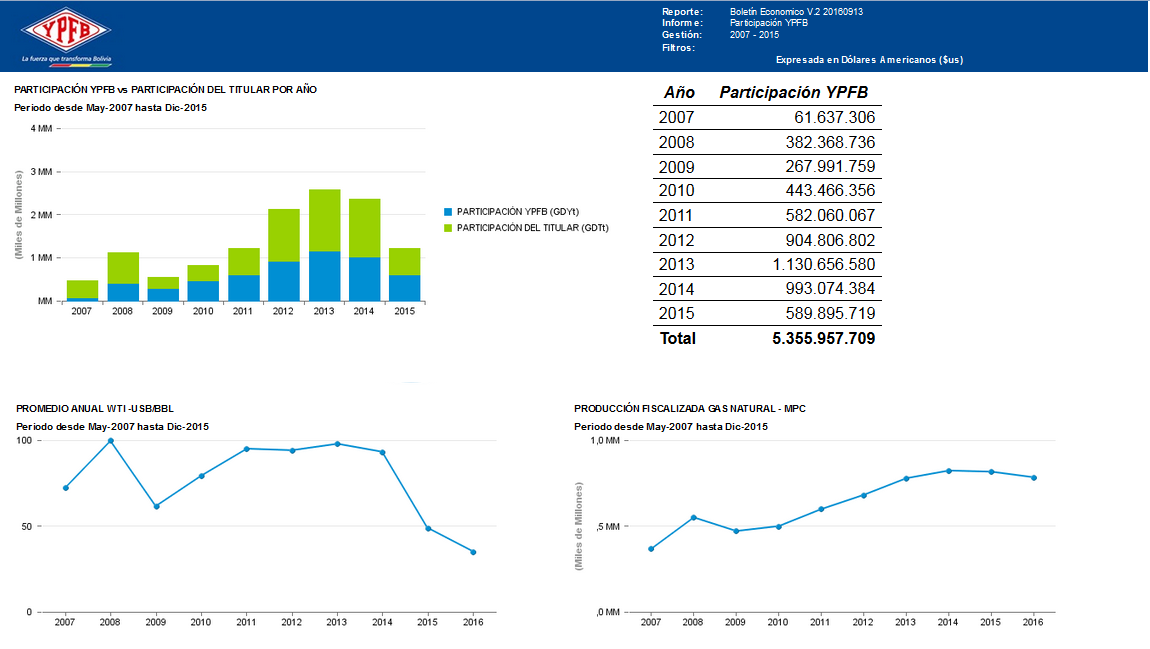 YPFB
La fuerza que transforma Bolivia
Reporte: Boletín Economico V.2 20160913
Informe: Participación YPFB
Gestión: 2007 - 2015
Filtros:
Expresada en Dólares Americanos ($us)
PARTICIPACIÓN YPFB vs PARTICIPACIÓN DEL TITULAR POR AÑO
Periodo desde May-2007 hasta Dic-2015
4 MM
3 MM
2 MM
1 MM
MM
(Miles de Millones)
2007 2008 2009 2010 2011 2012 2013 2014 2015
PARTICIPACIÓN YPFB (GDYt)
PARTICIPACIÓN DEL TITULAR (GDTt)
Año Participación YPFB
2007 61.637.306
2008 382.368.736
2009 267.991.759
2010 443.466.356
2011 582.060.067
2012 904.806.802
2013 1.130.656.580
2014 993.074.384
2015 589.895.719
Total 5.355.957.709
PROMEDIO ANUAL WTI -USB/BBL
Periodo desde May-2007 hasta Dic-2015
100
50
0
2007 2008 2009 2010 2011 2012 2013 2014 2015 2016
PRODUCCIÓN FISCALIZADA GAS NATURAL - MPC
Periodo desde May-2007 hasta Dic-2015
1,0 MM
,5 MM
,0 MM
(Miles de Millones)
2007 2008 2009 2010 2011 2012 2013 2014 2015 2016